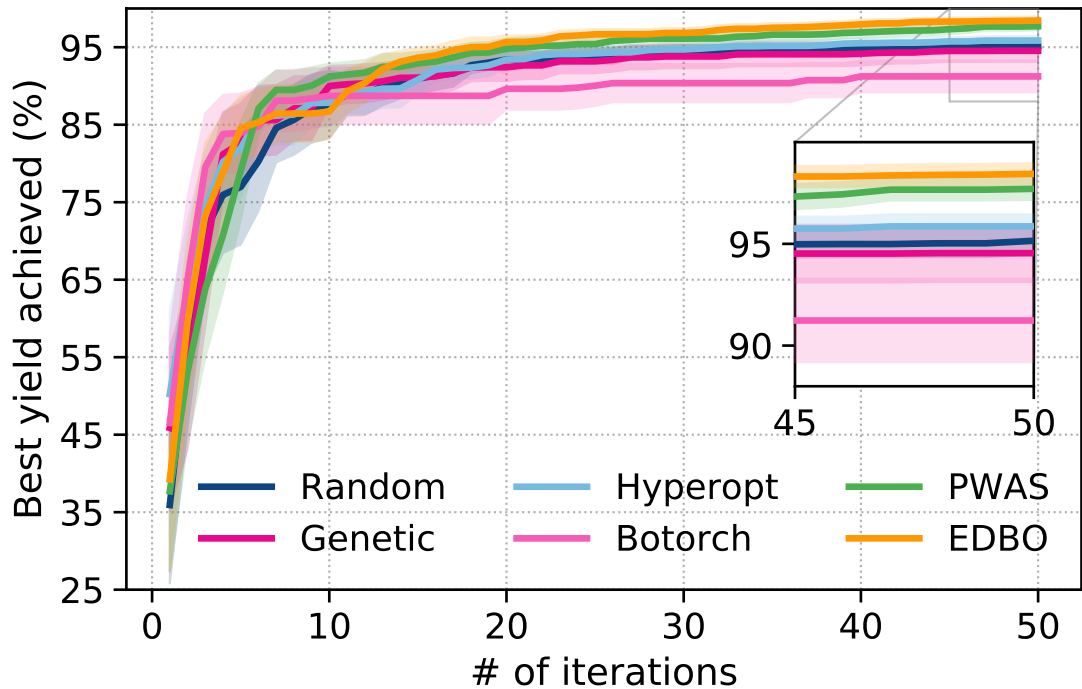 Best yield achieved (%)
95
85
75
65
55
45
35
25
95
90
45 50
Random Hyperopt PWAS
Genetic Botorch EDBO
0 10 20 30 40 50
# of iterations